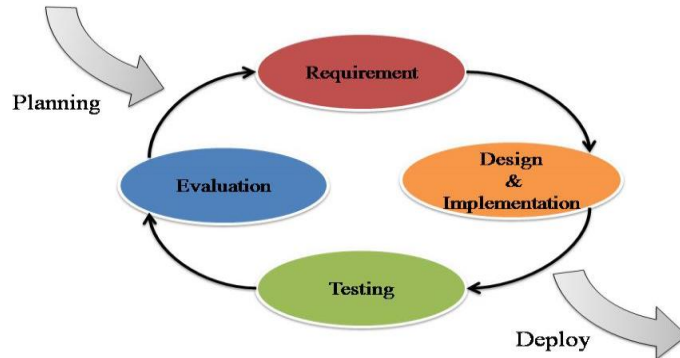 Requirement
Planning
Design
&
Implementation
Evaluation
Testing
Deploy